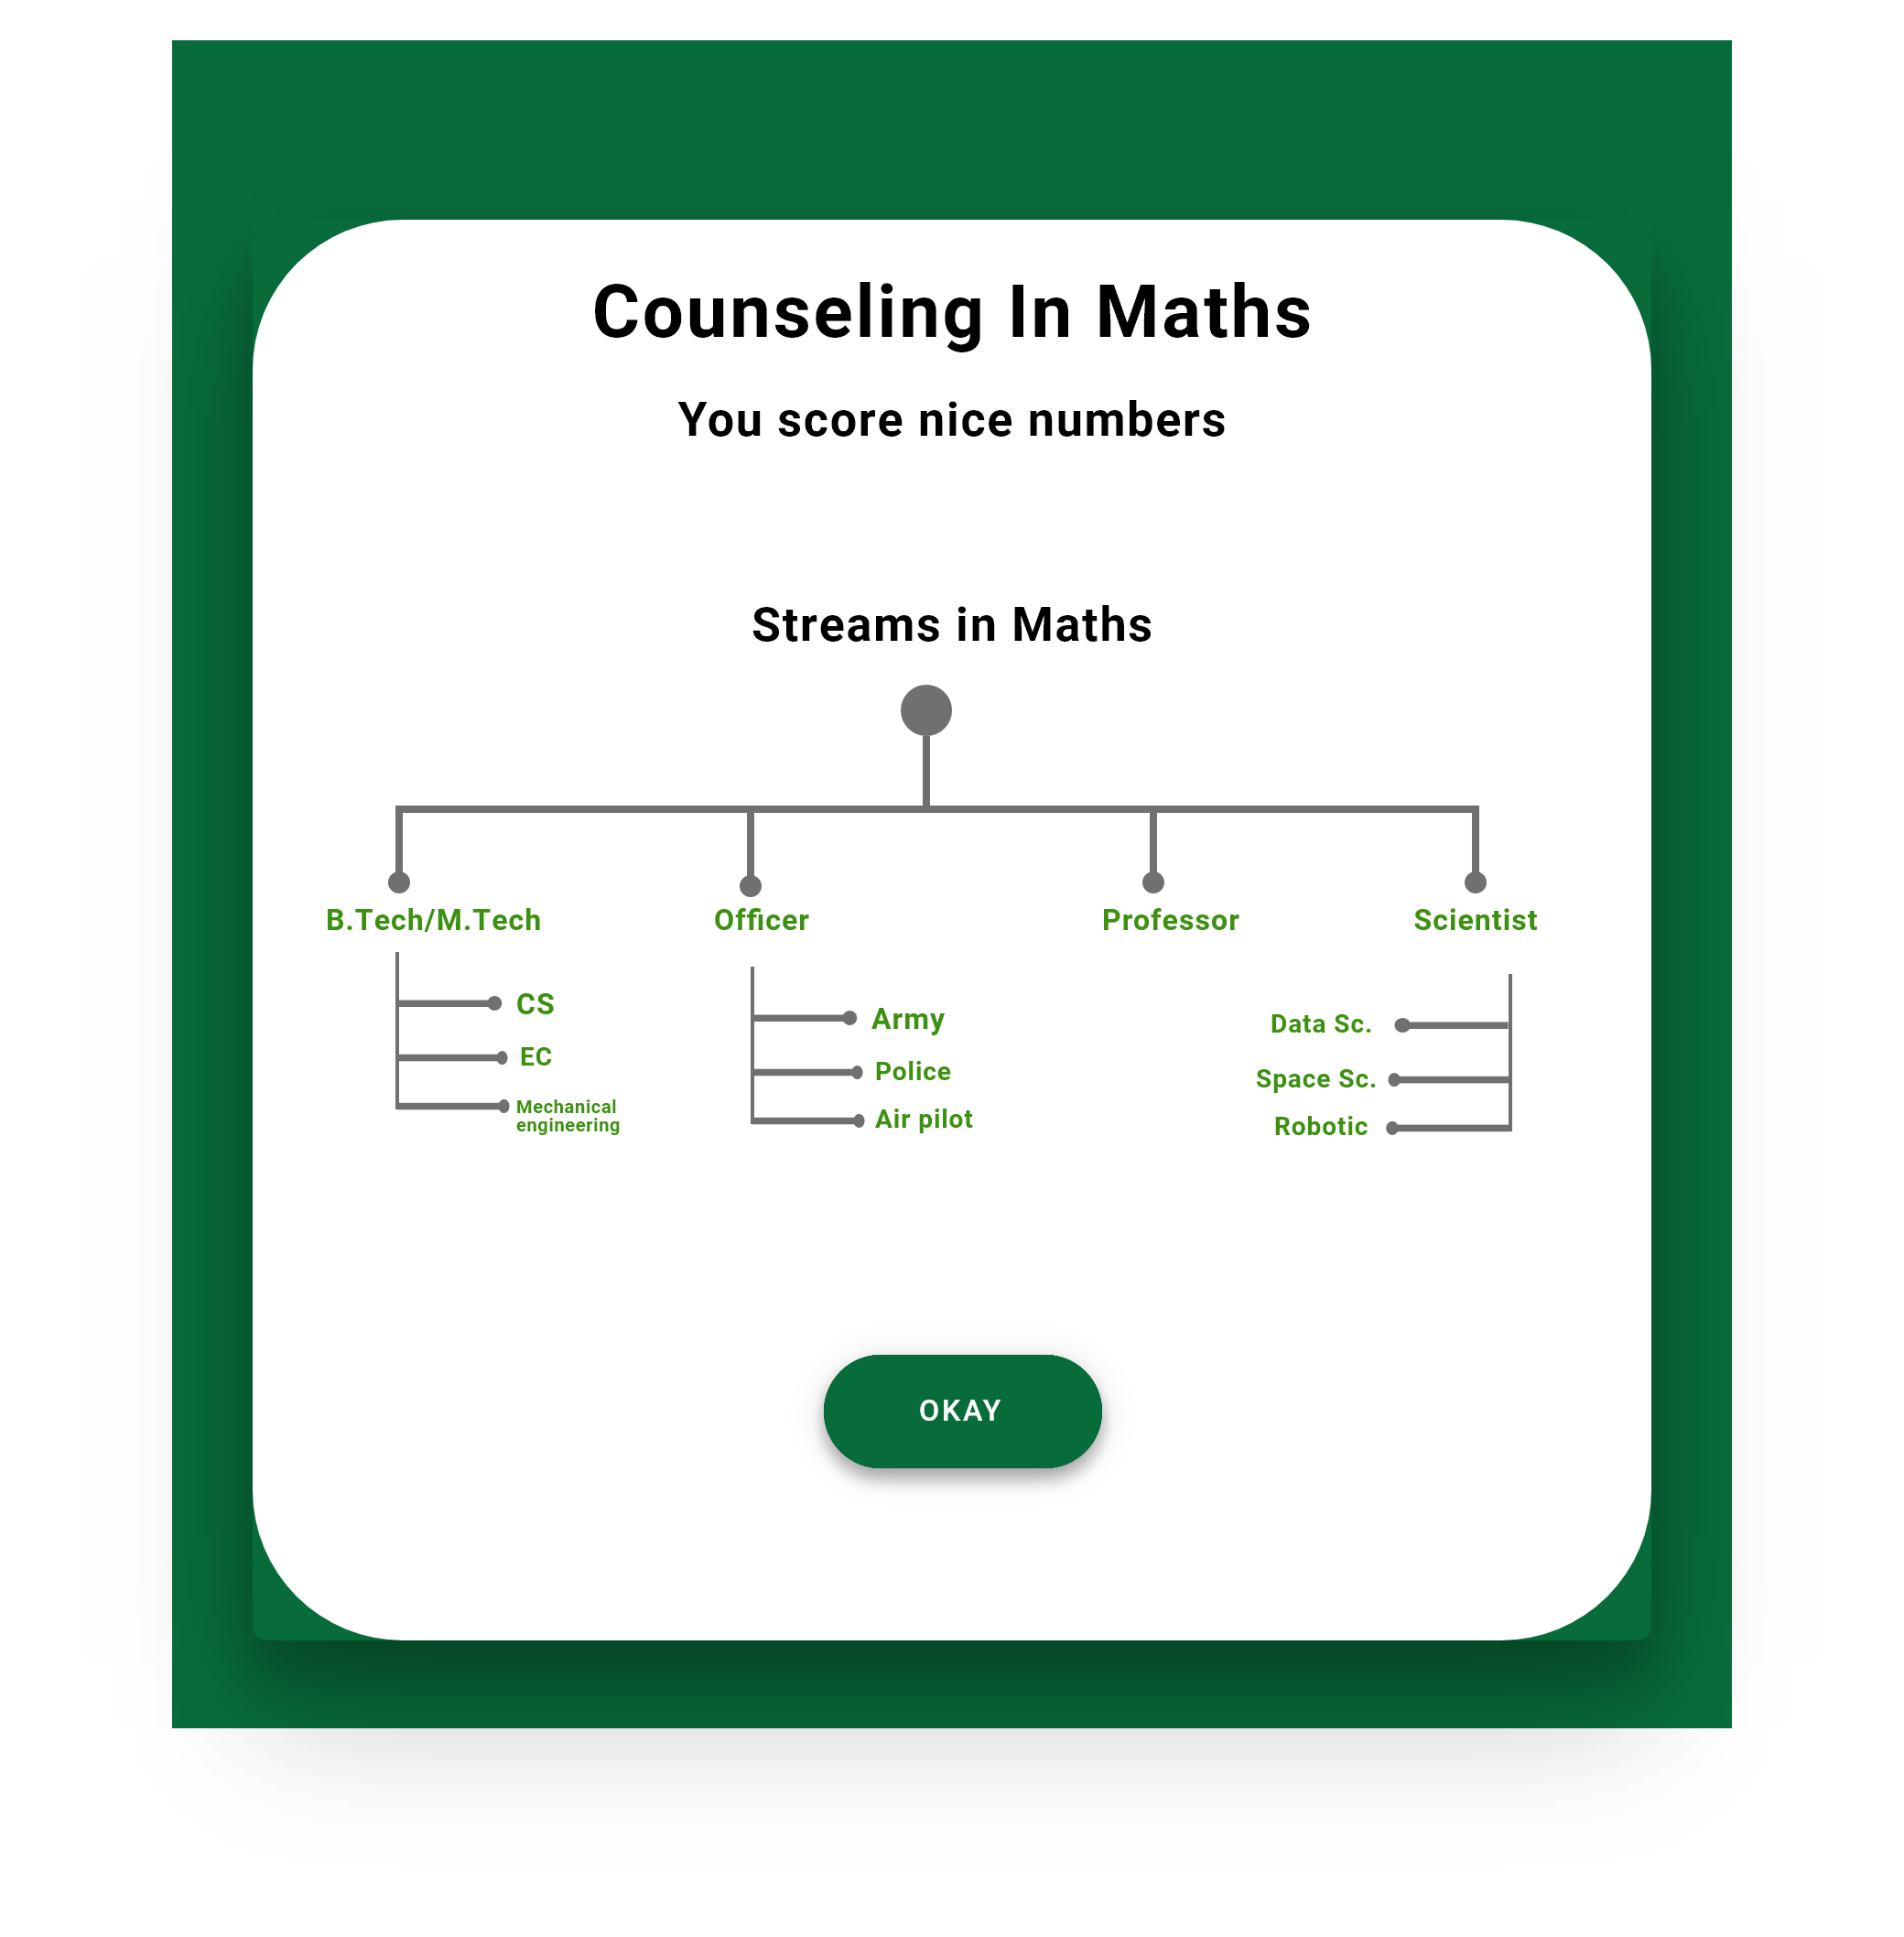 Counseling In Maths
You score nice numbers
Streams in Maths
B.Tech/M.Tech
CS
EC
Mechanical
engineering
Officer
Army
Police
Air pilot
Professor
Scientist
Data Sc.
Space Sc.
Robotic
OKAY